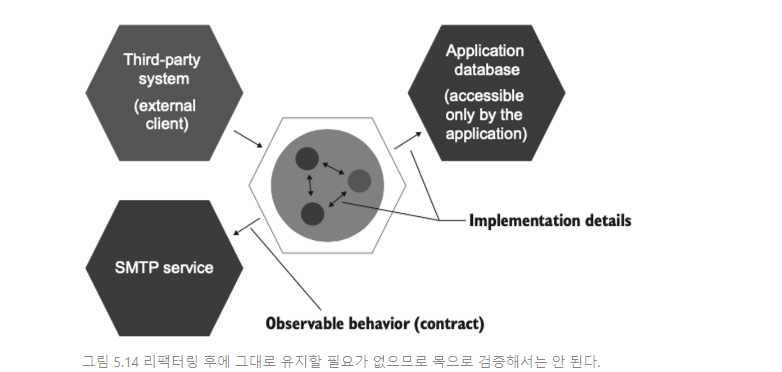 Third-party
system
(external
client)
Application
database
(accessible
only by the
application)
Implementation details
SMTP service
Observable behavior (contract)
그림 5.14 리팩터링 후에 그대로 유지할 필요가 없으므로 목으로 검증해서는 안 된다.